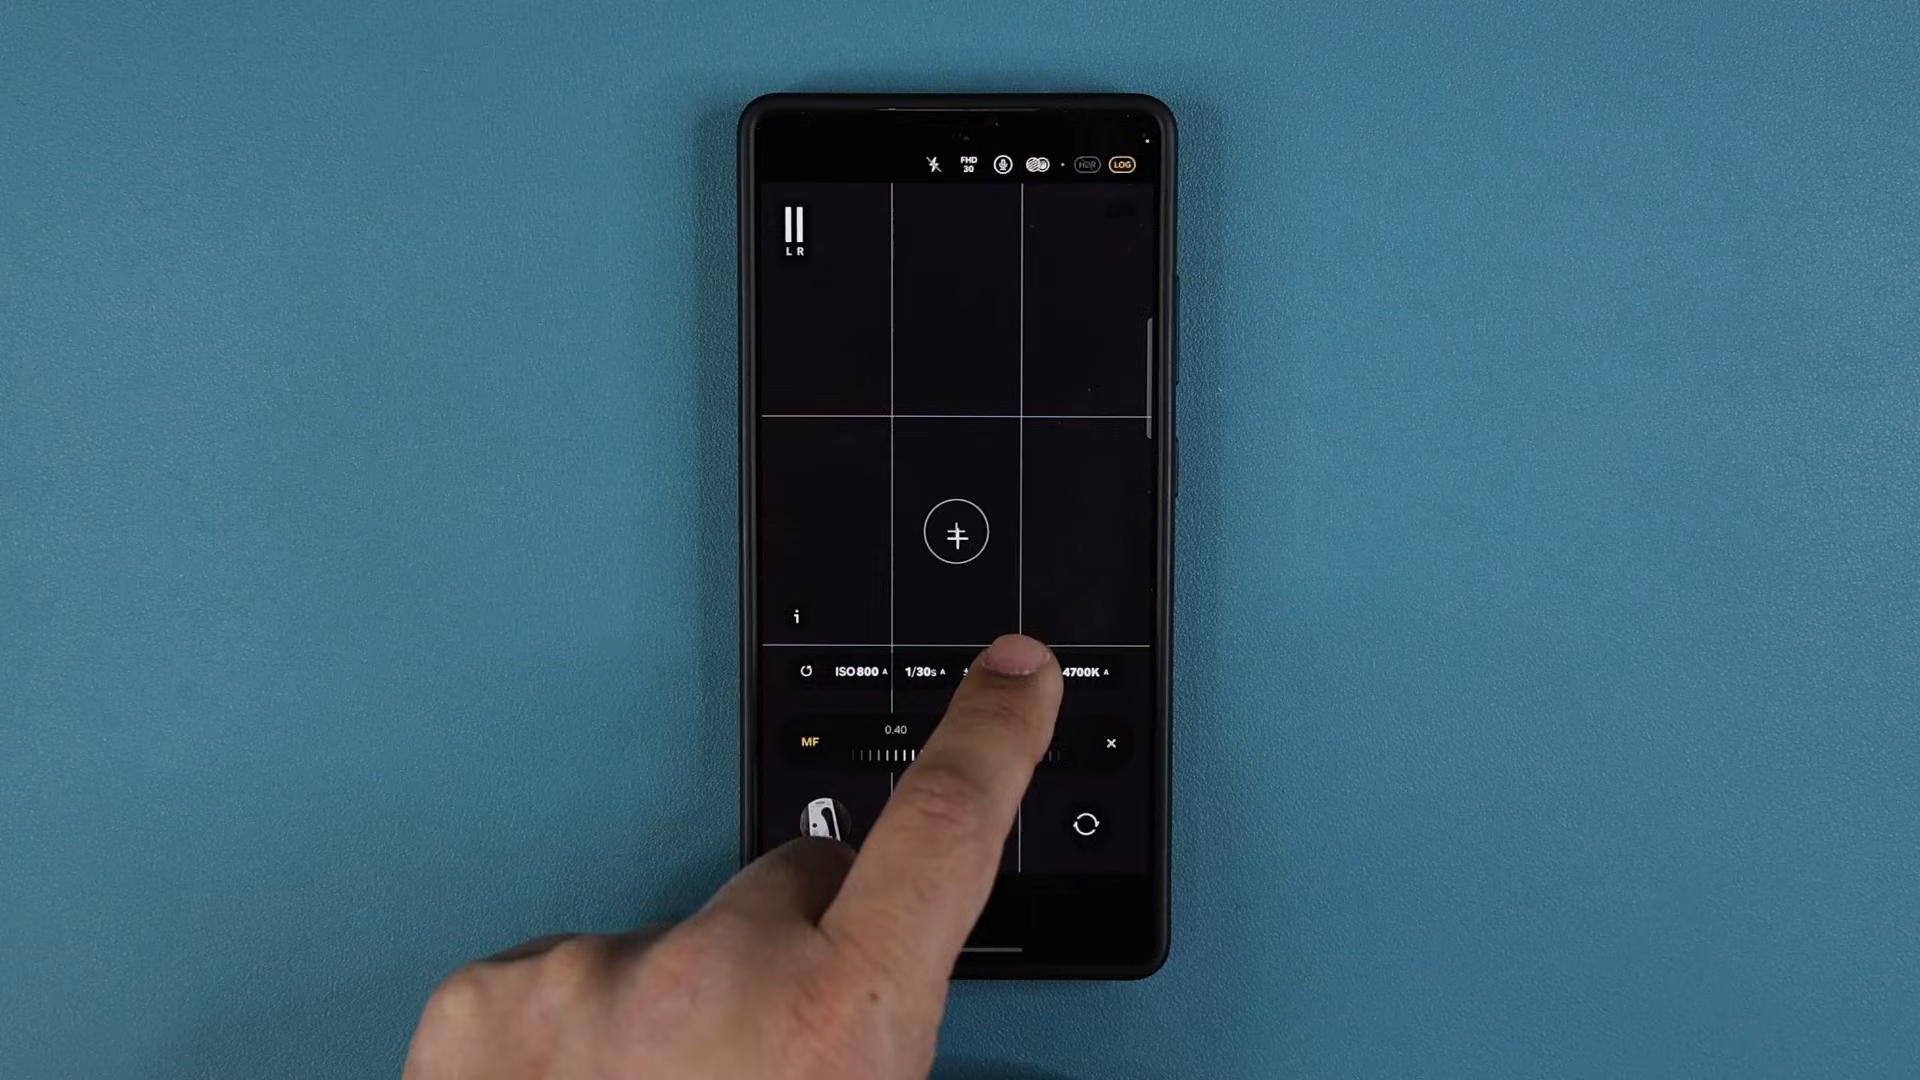 FHD
30
HDR
LOG
L R
i
ISO 800 A
1/30s A
4700K A
MF
0.40